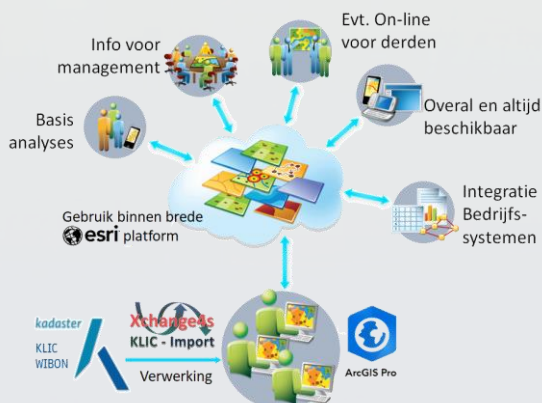 Evt. On-line
voor derden
Info voor
management
Overal en altijd
beschikbaar
Basis
analyses
Integratie
Bedrijfs-
systemen
Gebruik binnen brede
esri platform
kadaster
KLIC
WIBON
Xchange4s
KLIC - Import
Verwerking
ArcGIS Pro